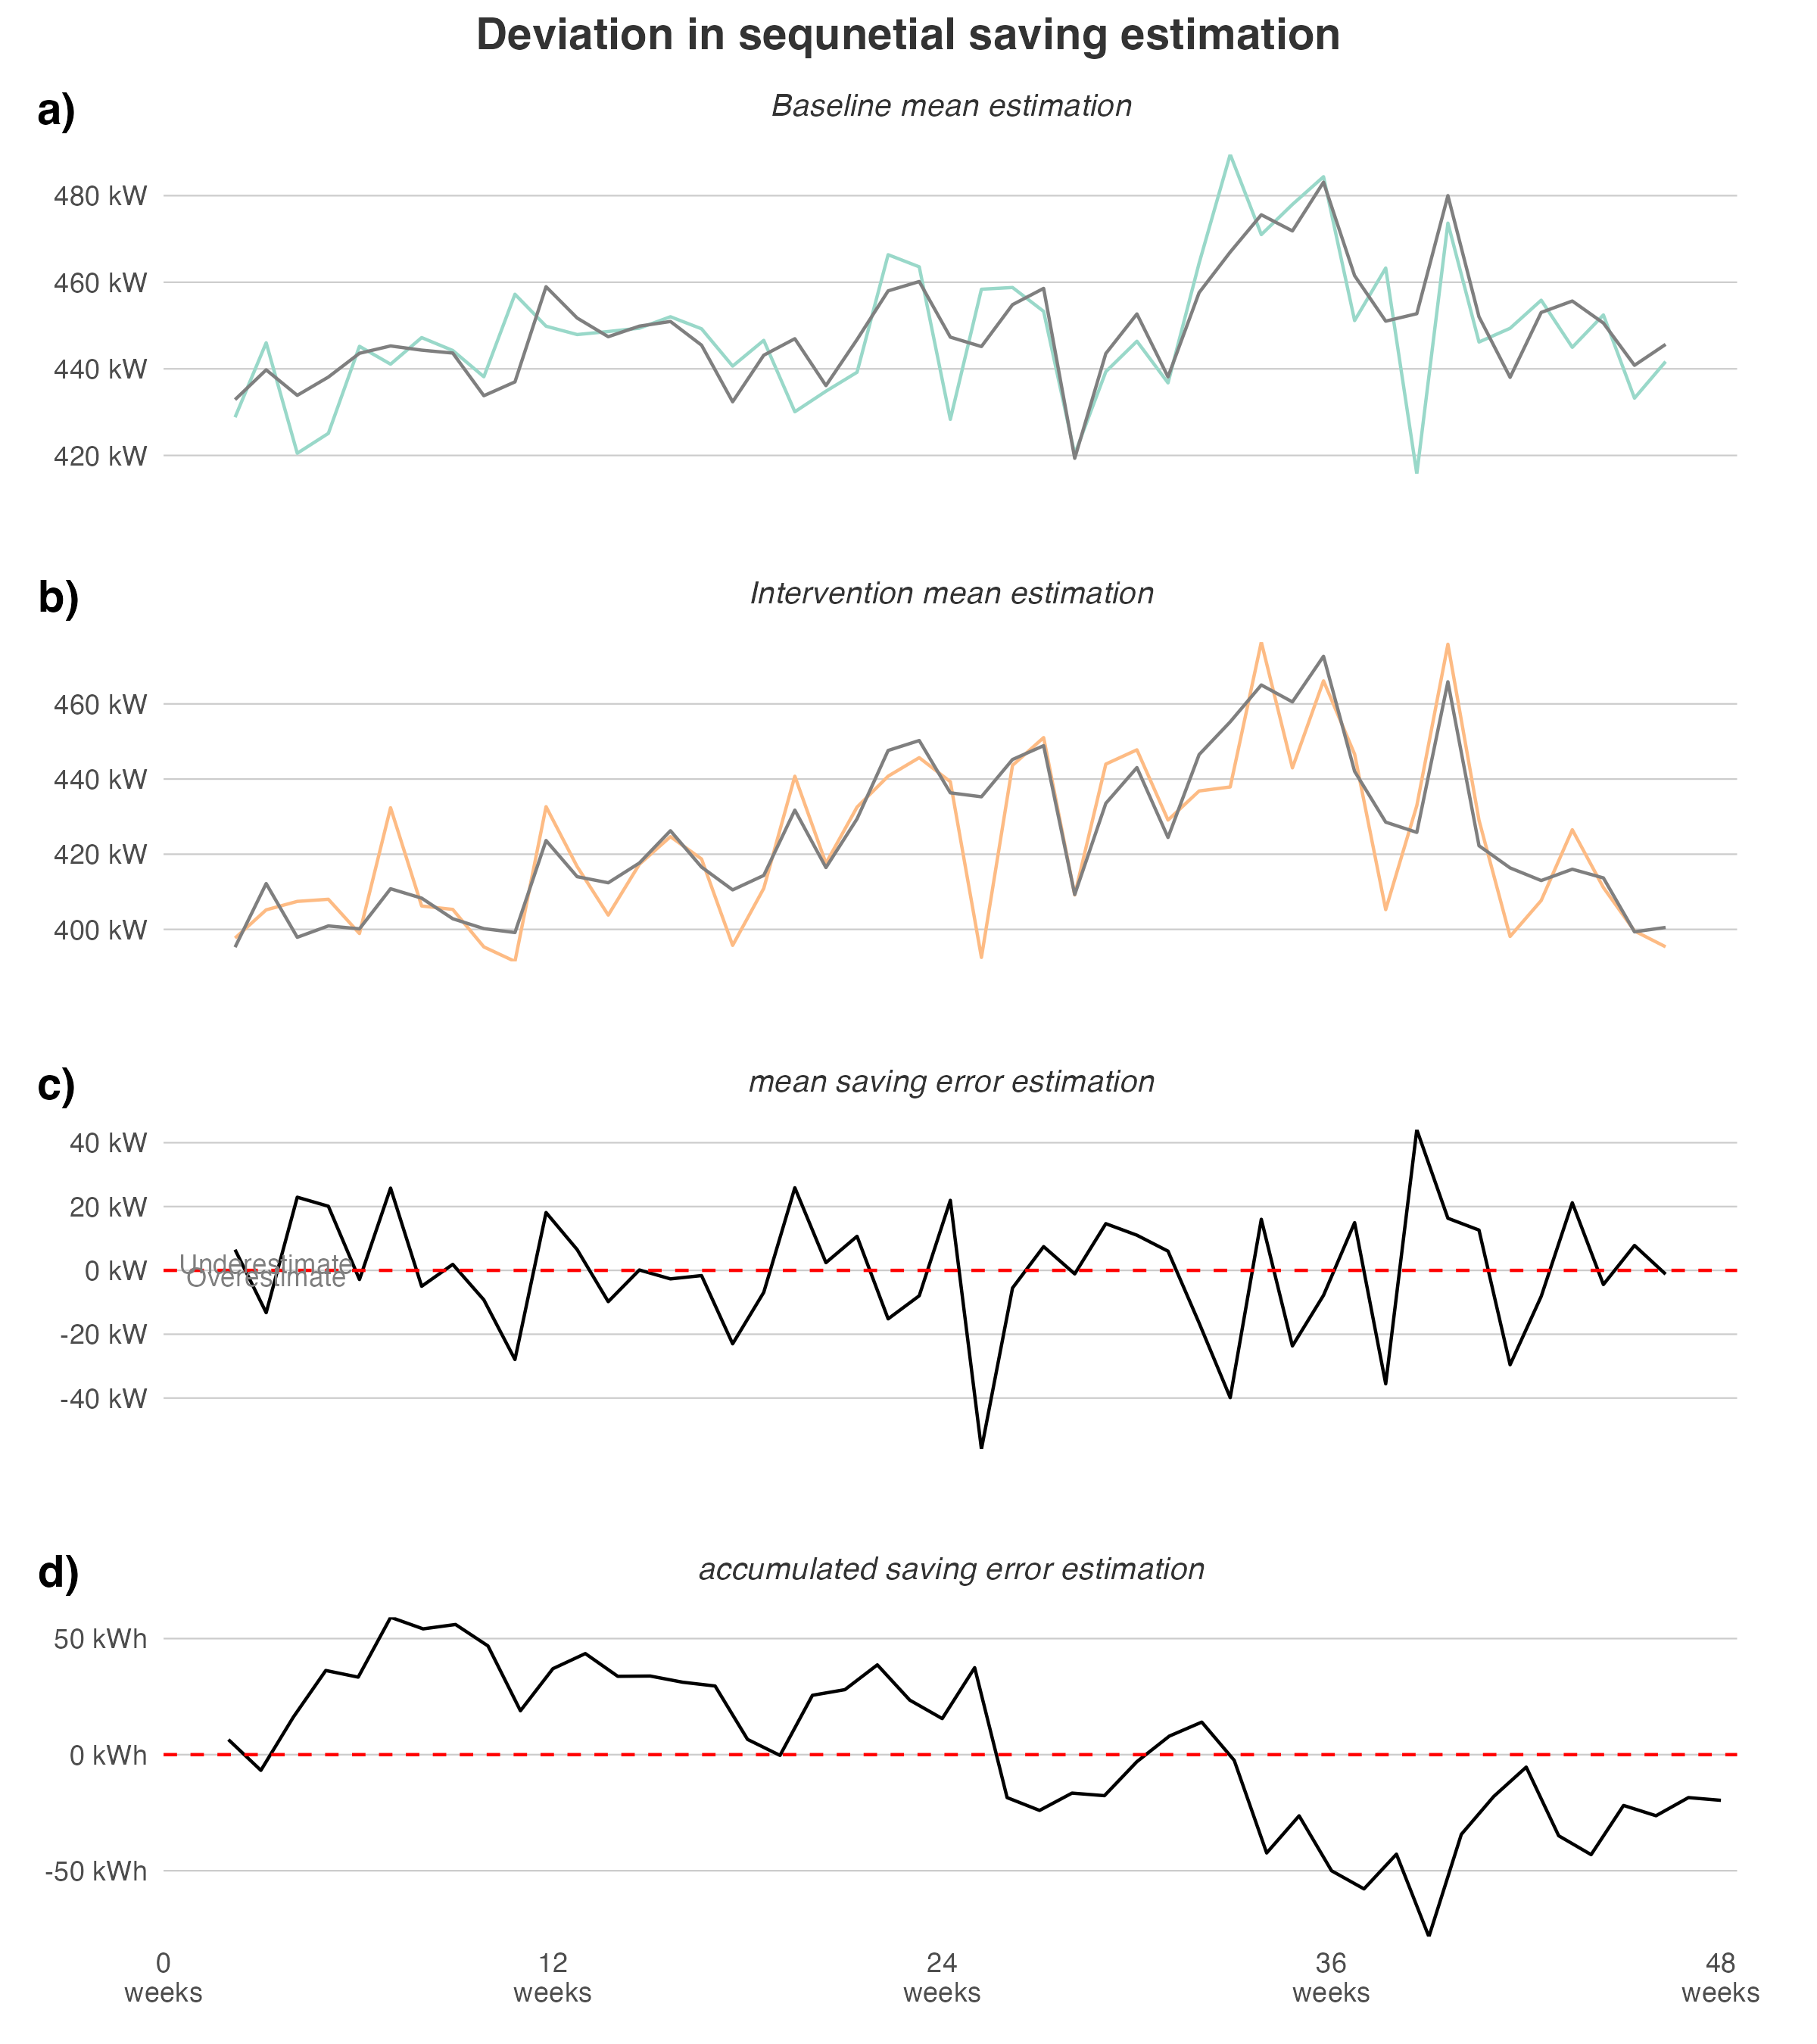 Deviation in sequnetial saving estimation
a)
Baseline mean estimation
480 kW
460 kW
440 kW
420 kW
b)
Intervention mean estimation
460 kW
440 kW
420 kW
400 kW
c)
mean saving error estimation
40 kW
20 kW
Underestimate
0 kW
Overestimate
-20 kW
-40 kW
d)
accumulated saving error estimation
50 kWh
0 kWh
-50 kWh
0 12 24 36 48
weeks weeks weeks weeks weeks